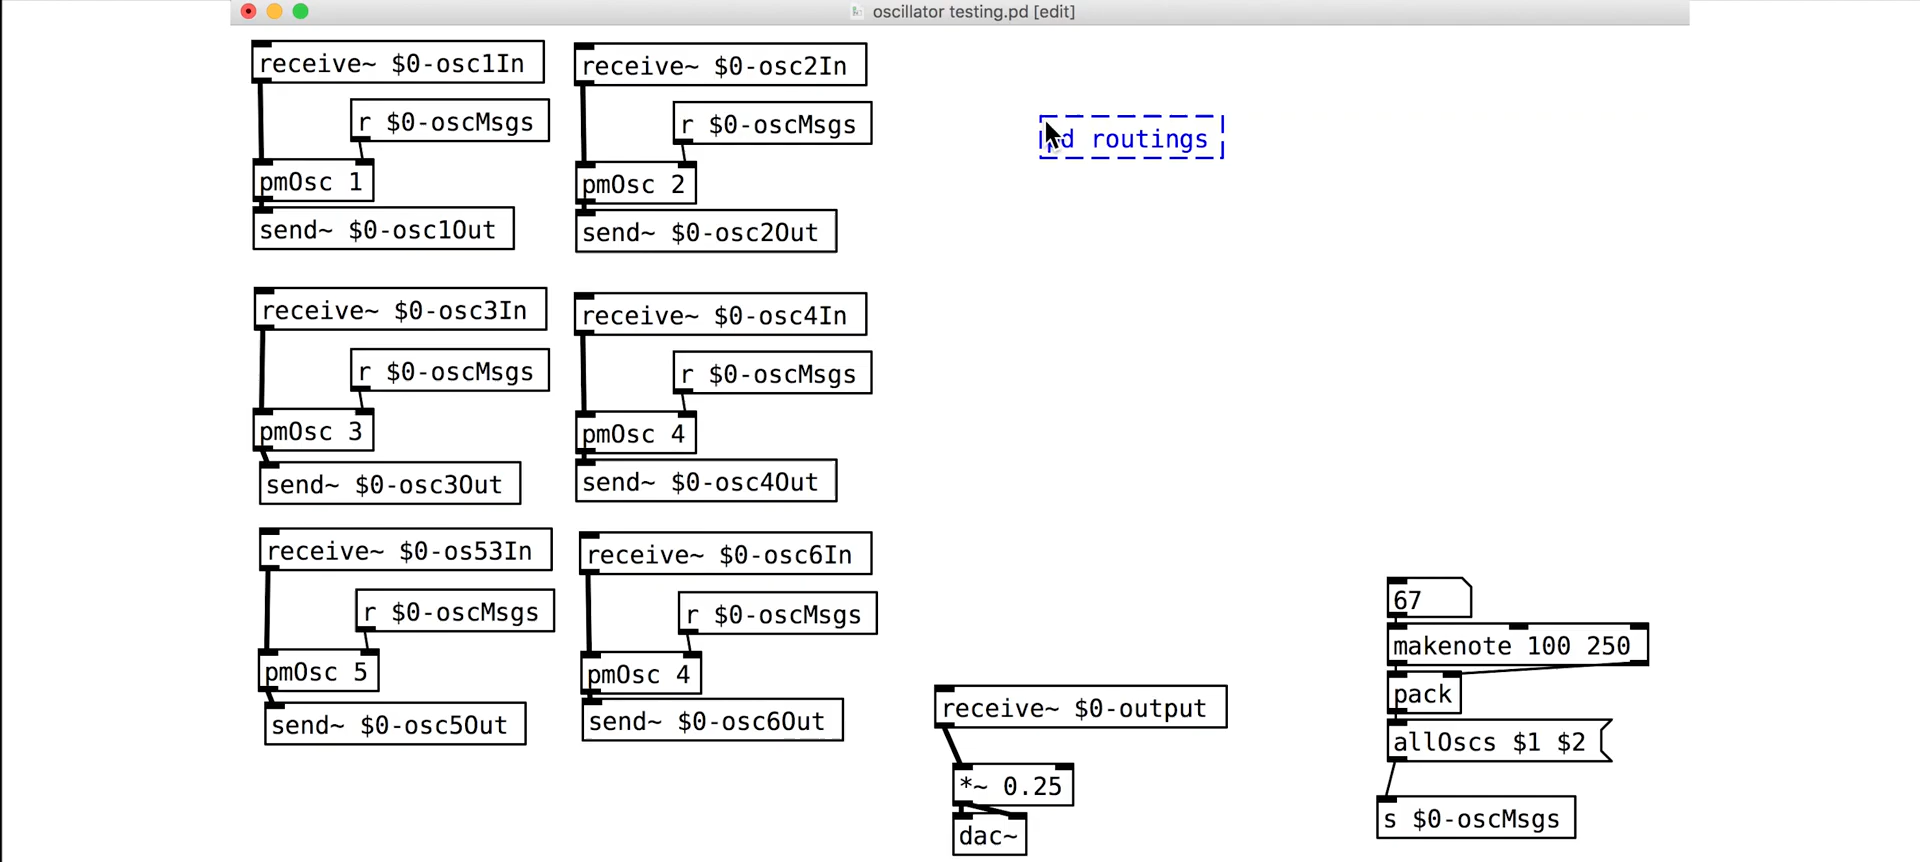 oscillator testing.pd [edit]
receive~ $0-osc1In
r $0-oscMsgs
pmOsc 1
send~ $0-osc1Out
receive~ $0-osc2In
r $0-oscMsgs
pmOsc 2
send~ $0-osc2Out
pd routings
receive~ $0-osc3In
r $0-oscMsgs
pmOsc 3
send~ $0-osc3Out
receive~ $0-osc4In
r $0-oscMsgs
pmOsc 4
send~ $0-osc4Out
receive~ $0-os53In
r $0-oscMsgs
pmOsc 5
send~ $0-osc5Out
receive~ $0-osc6In
r $0-oscMsgs
pmOsc 4
send~ $0-osc6Out
receive~ $0-output
*~ 0.25
dac~
67
makenote 100 250
pack
allOscs $1 $2
s $0-oscMsgs